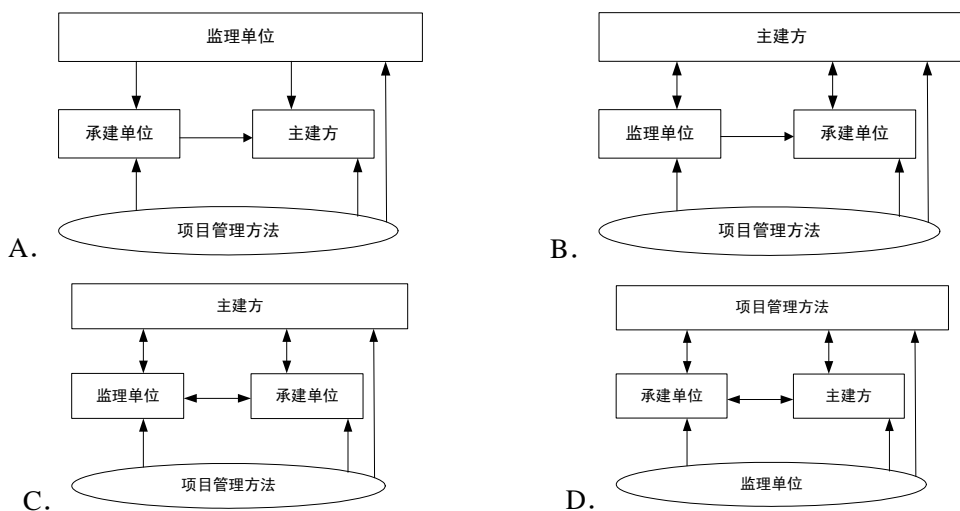 监理单位
承建单位
主建方
项目管理方法
A.
主建方
监理单位
承建单位
项目管理方法
B.
主建方
监理单位
承建单位
项目管理方法
C.
项目管理方法
承建单位
主建方
监理单位
D.